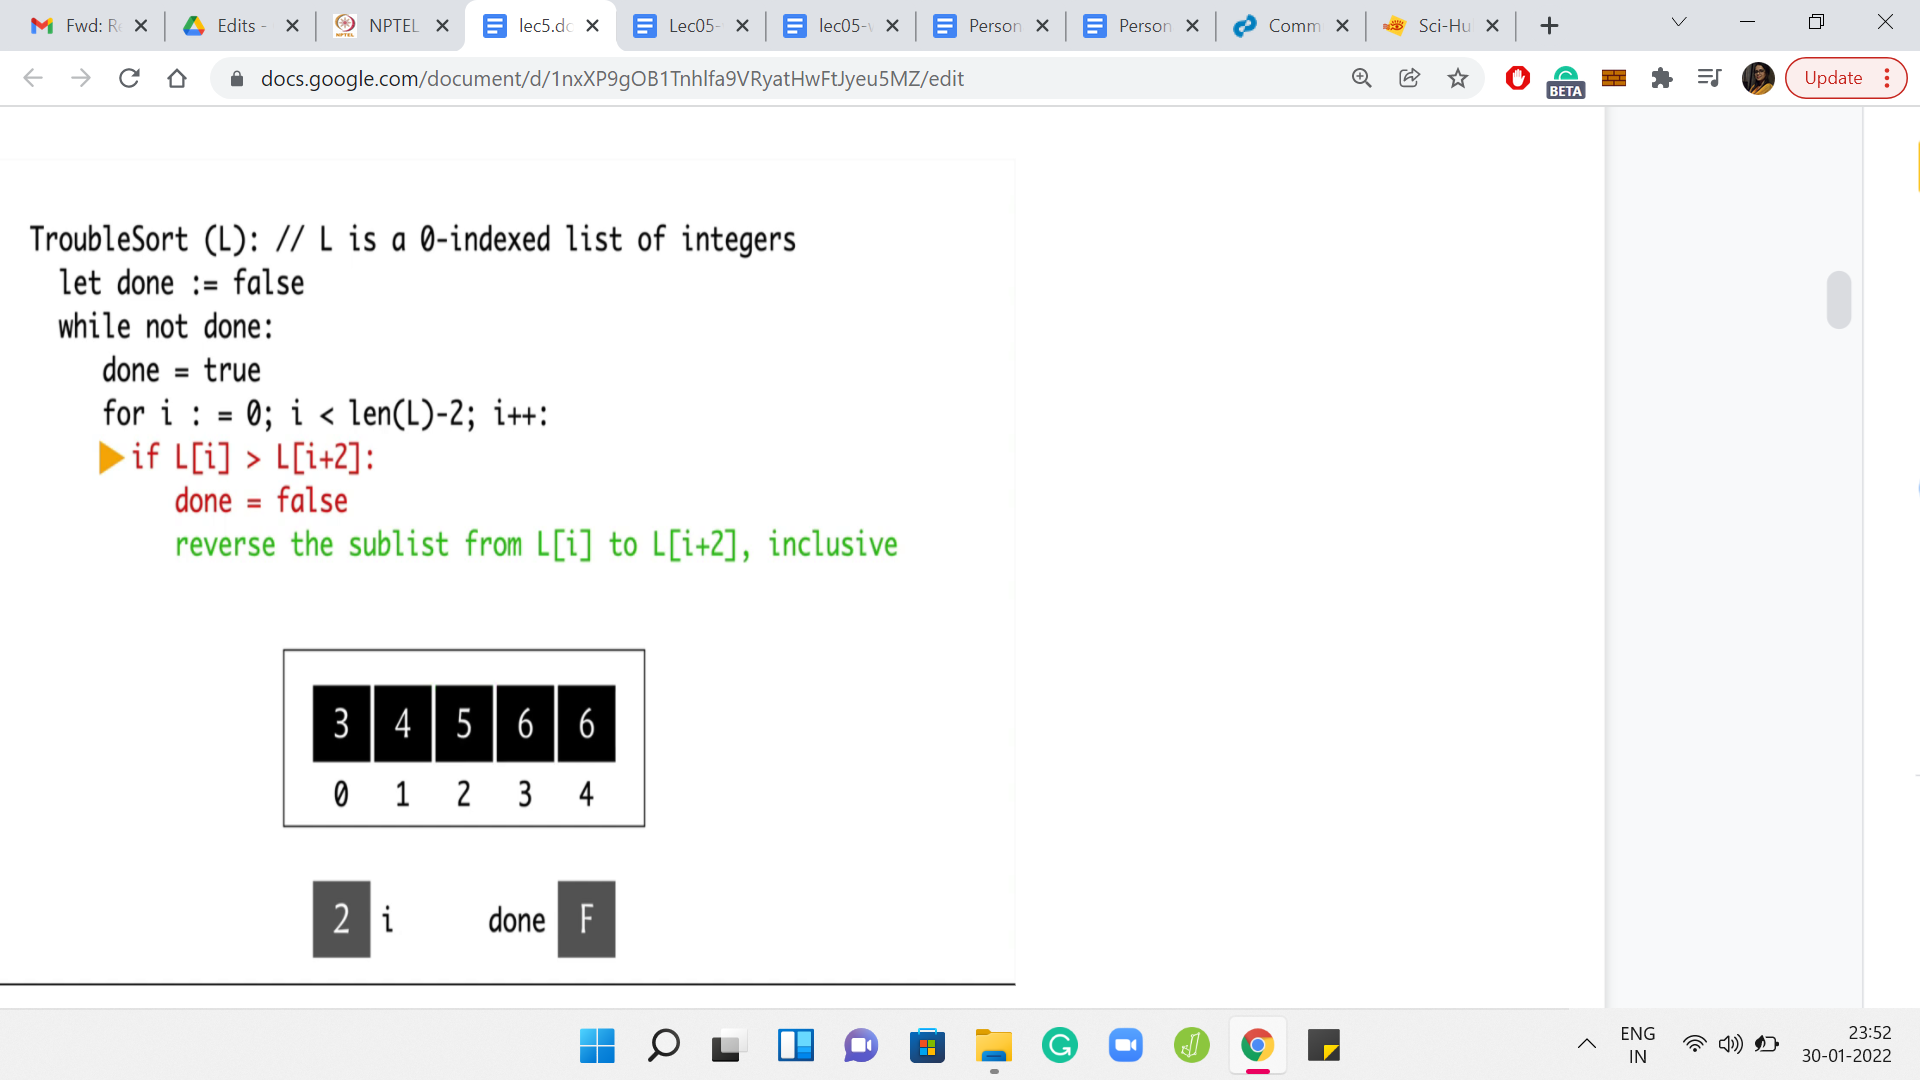 Fwd: Re
Edits -
NPTEL
lec5.dc
Lec05-
lec05-v
Person
Person
Comm
Sci-Hu
docs.google.com/document/d/1nxXP9gOB1Tnhlfa9VRyatHwFtJyeu5MZ/edit
BETA
Update
TroubleSort (L): // L is a 0-indexed list of integers
let done := false
while not done:
done = true
for i : = 0; i < len(L)-2; i++:
if L[i] > L[i+2]:
done = false
reverse the sublist from L[i] to L[i+2], inclusive
3 4 5 6 6
0 1 2 3 4
2 i done F
ENG
IN
23:52
30-01-2022